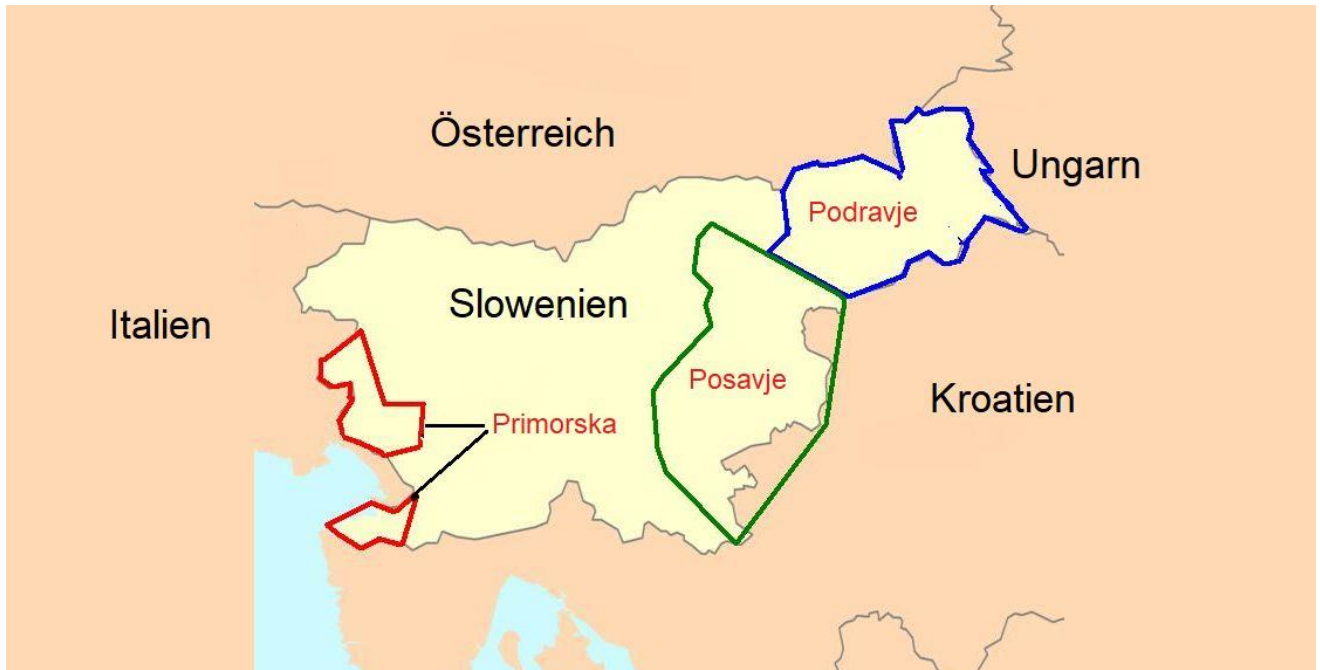 Österreich
Ungarn
Podravje
Slowenien
Italien
Posavje
Kroatien
Primorska